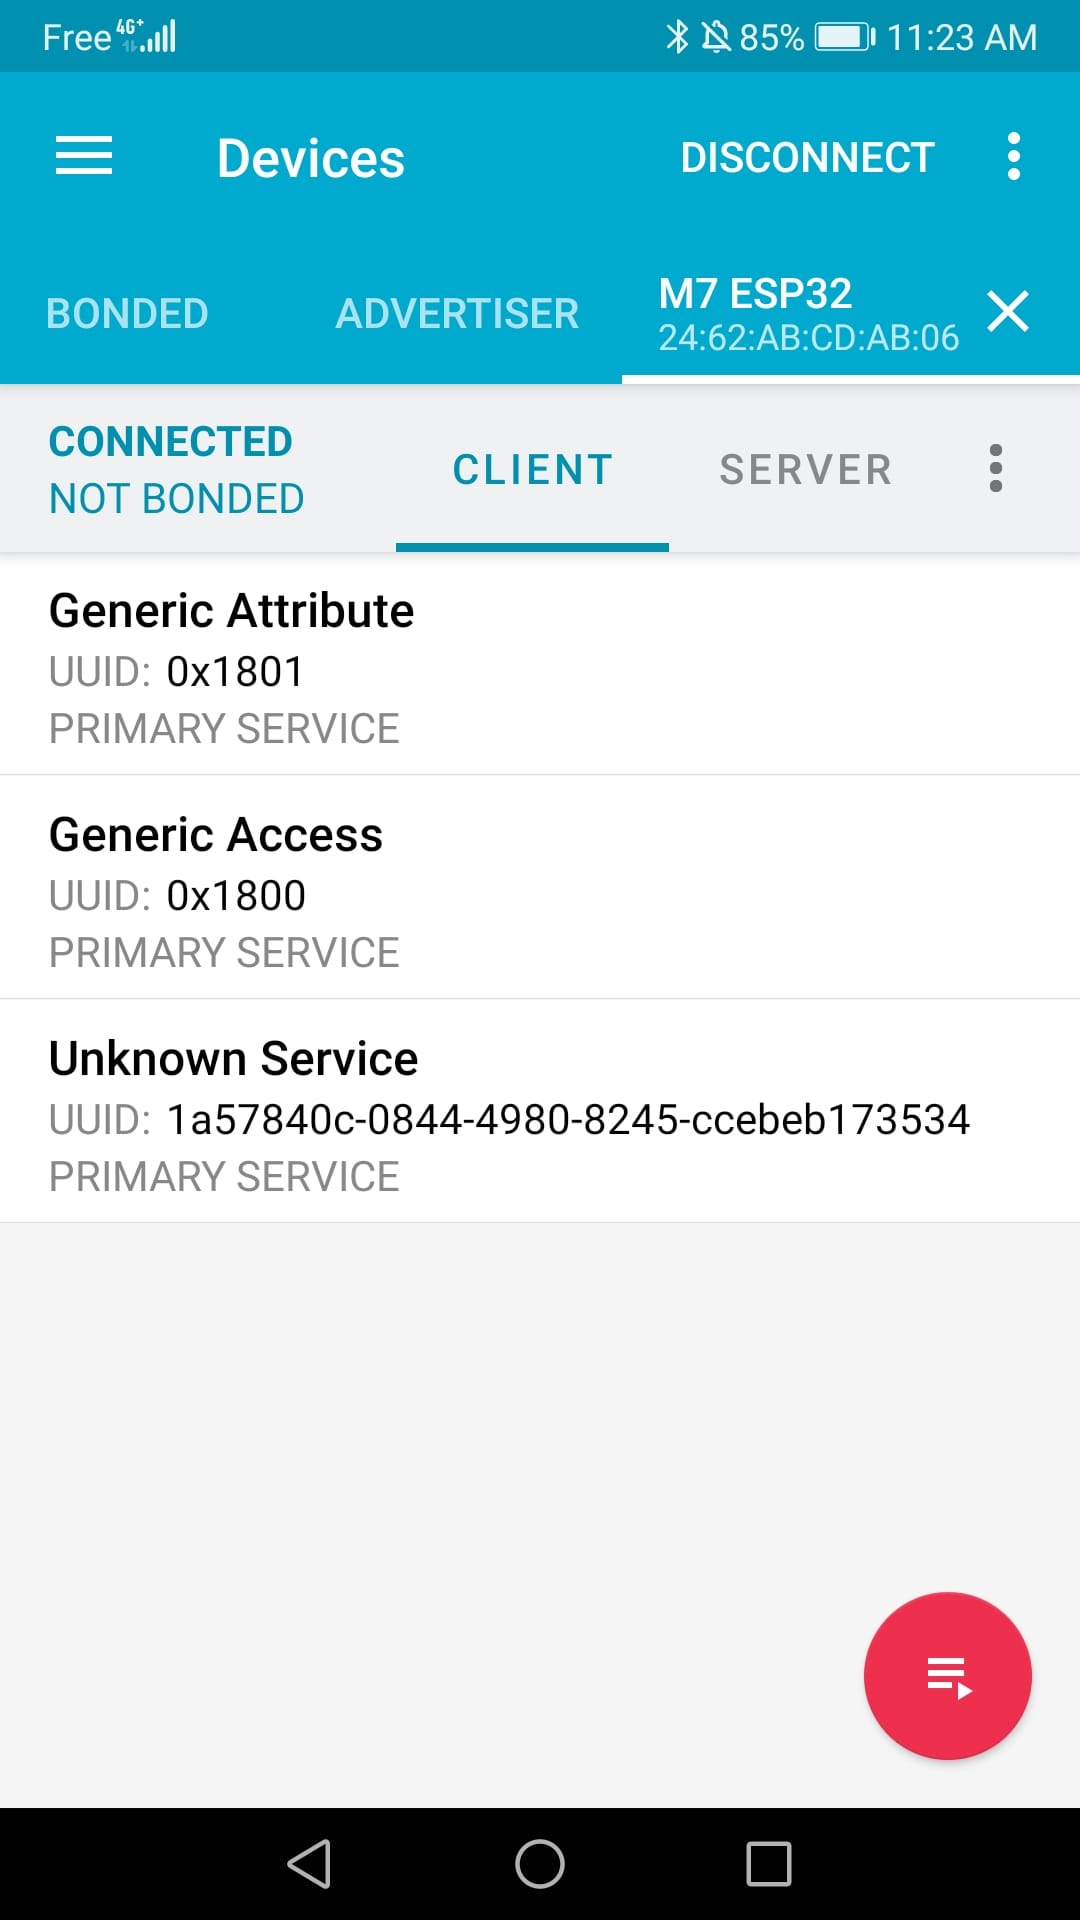 Free 4G+ 85% 11:23 AM
Devices DISCONNECT
BONDED ADVERTISER M7 ESP32
24:62:AB:CD:AB:06
CONNECTED
NOT BONDED
CLIENT SERVER
Generic Attribute
UUID: 0x1801
PRIMARY SERVICE
Generic Access
UUID: 0x1800
PRIMARY SERVICE
Unknown Service
UUID: 1a57840c-0844-4980-8245-ccebeb173534
PRIMARY SERVICE